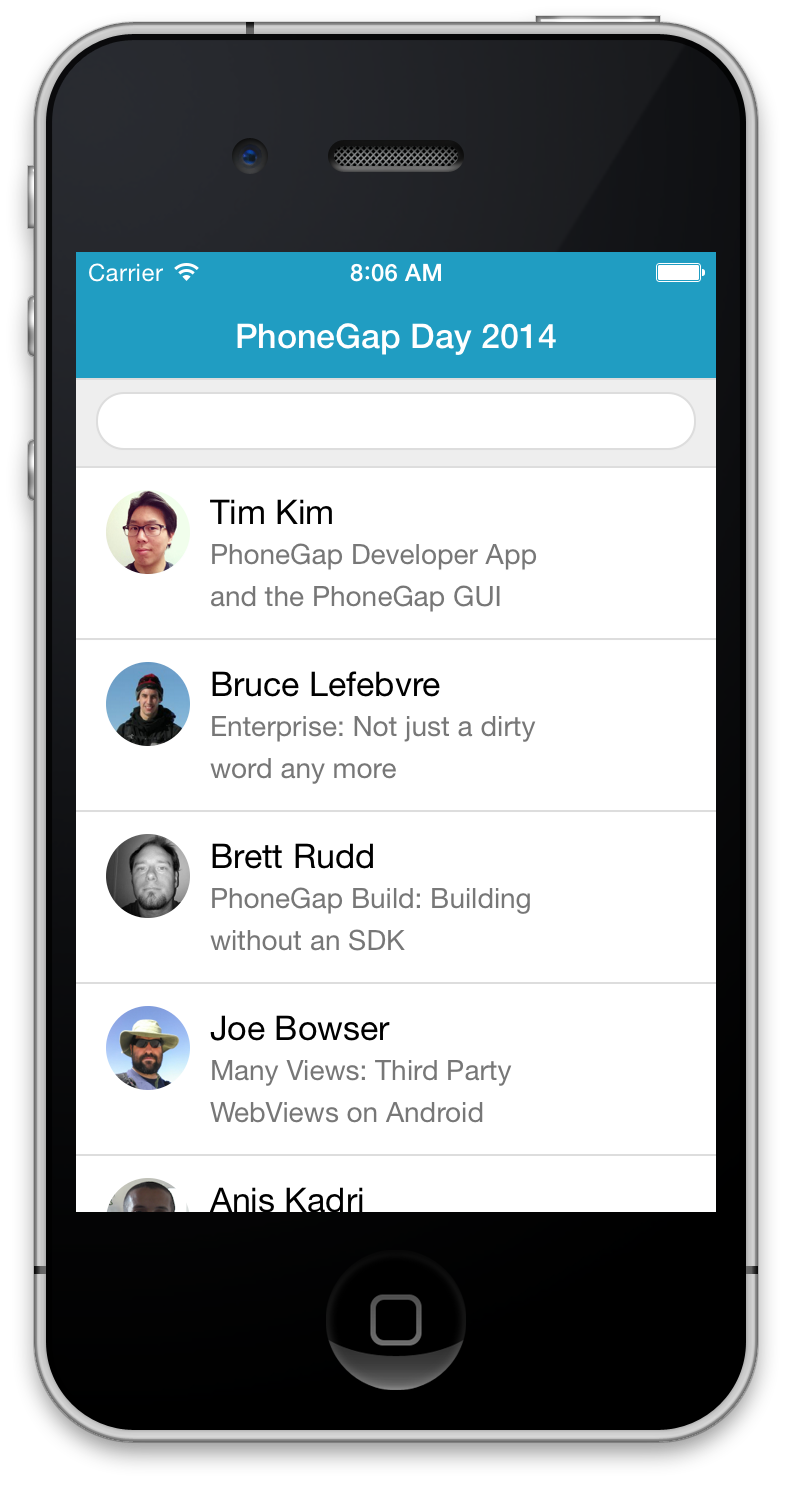 Carrier 8:06 AM
PhoneGap Day 2014
Tim Kim
PhoneGap Developer App
and the PhoneGap GUI
Bruce Lefebvre
Enterprise: Not just a dirty
word any more
Brett Rudd
PhoneGap Build: Building
without an SDK
Joe Bowser
Many Views: Third Party
WebViews on Android
Anis Kadri